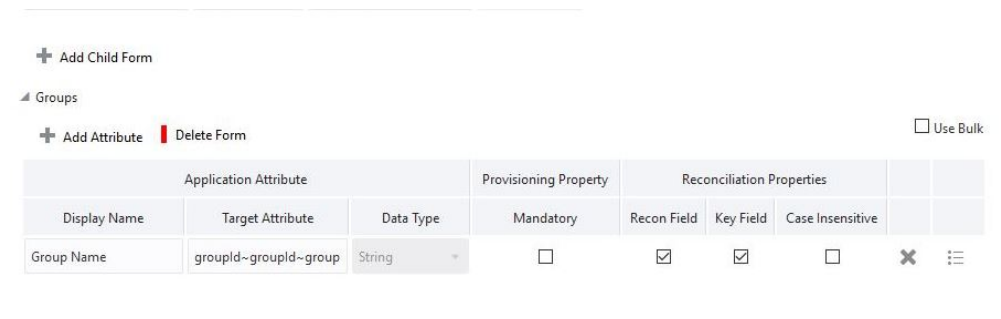 Add Child Form
Groups
Add Attribute Delete Form Use Bulk
Application Attribute Provisioning Property Reconciliation Properties
Display Name Target Attribute Data Type Mandatory Recon Field Key Field Case Insensitive
Group Name groupId~groupId~group String